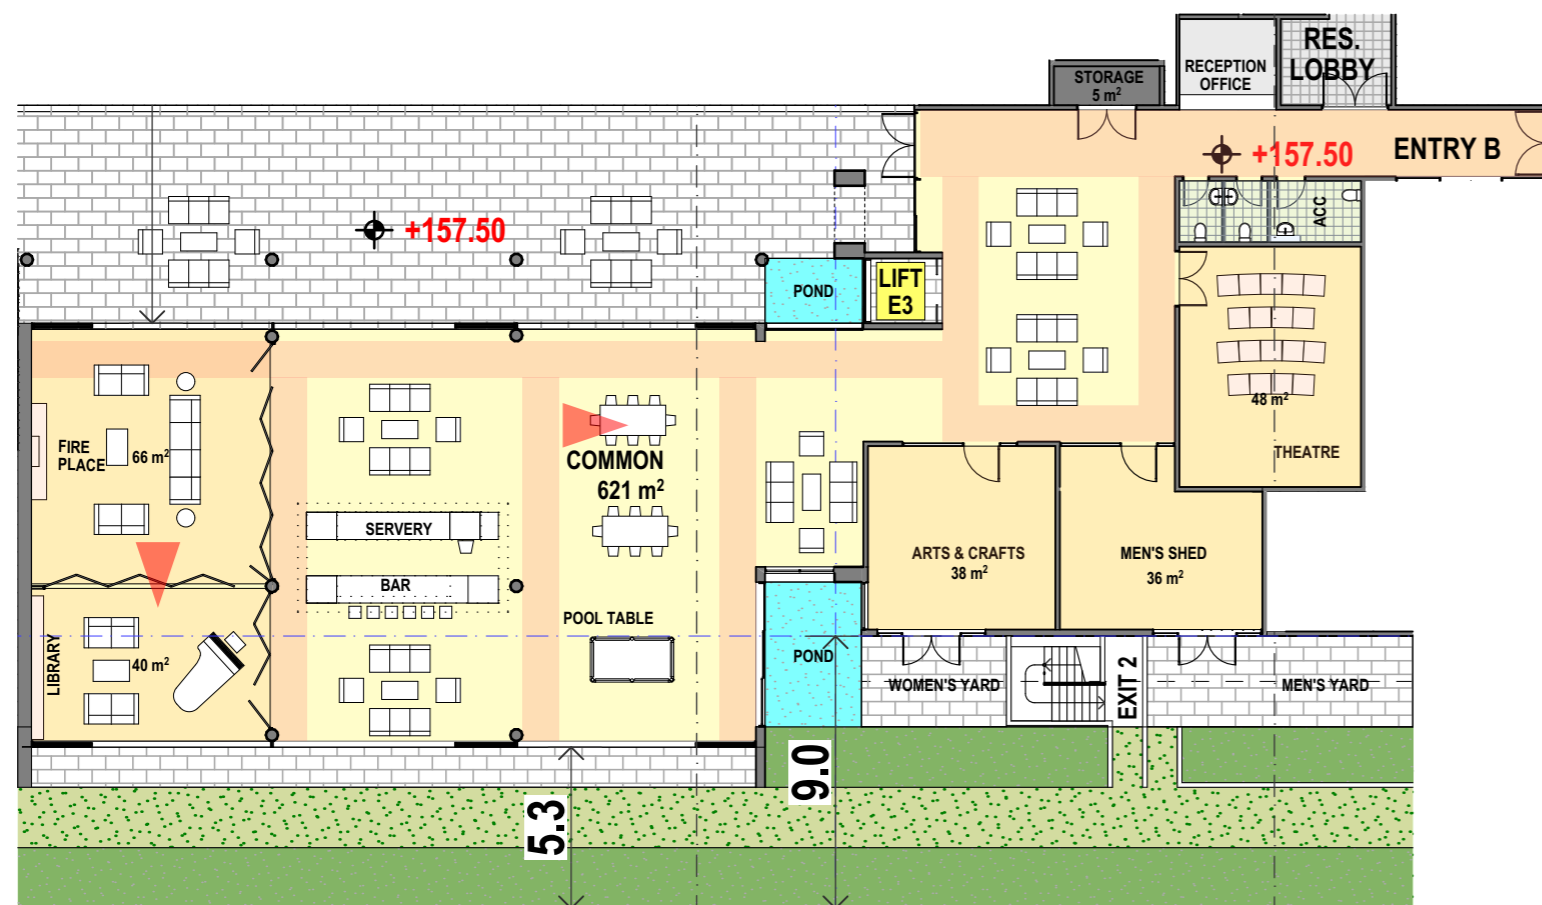 RES.
LOBBY
RECEPTION
OFFICE
STORAGE
5 m²
ENTRY B
+157.50
ACC
+157.50
POND
LIFT
E3
48 m²
THEATRE
FIRE
PLACE
66 m²
COMMON
621 m²
SERVERY
BAR
ARTS & CRAFTS
38 m²
MEN'S SHED
36 m²
POOL TABLE
LIBRARY
40 m²
POND
WOMEN'S YARD
EXIT 2
MEN'S YARD
5.3
9.0